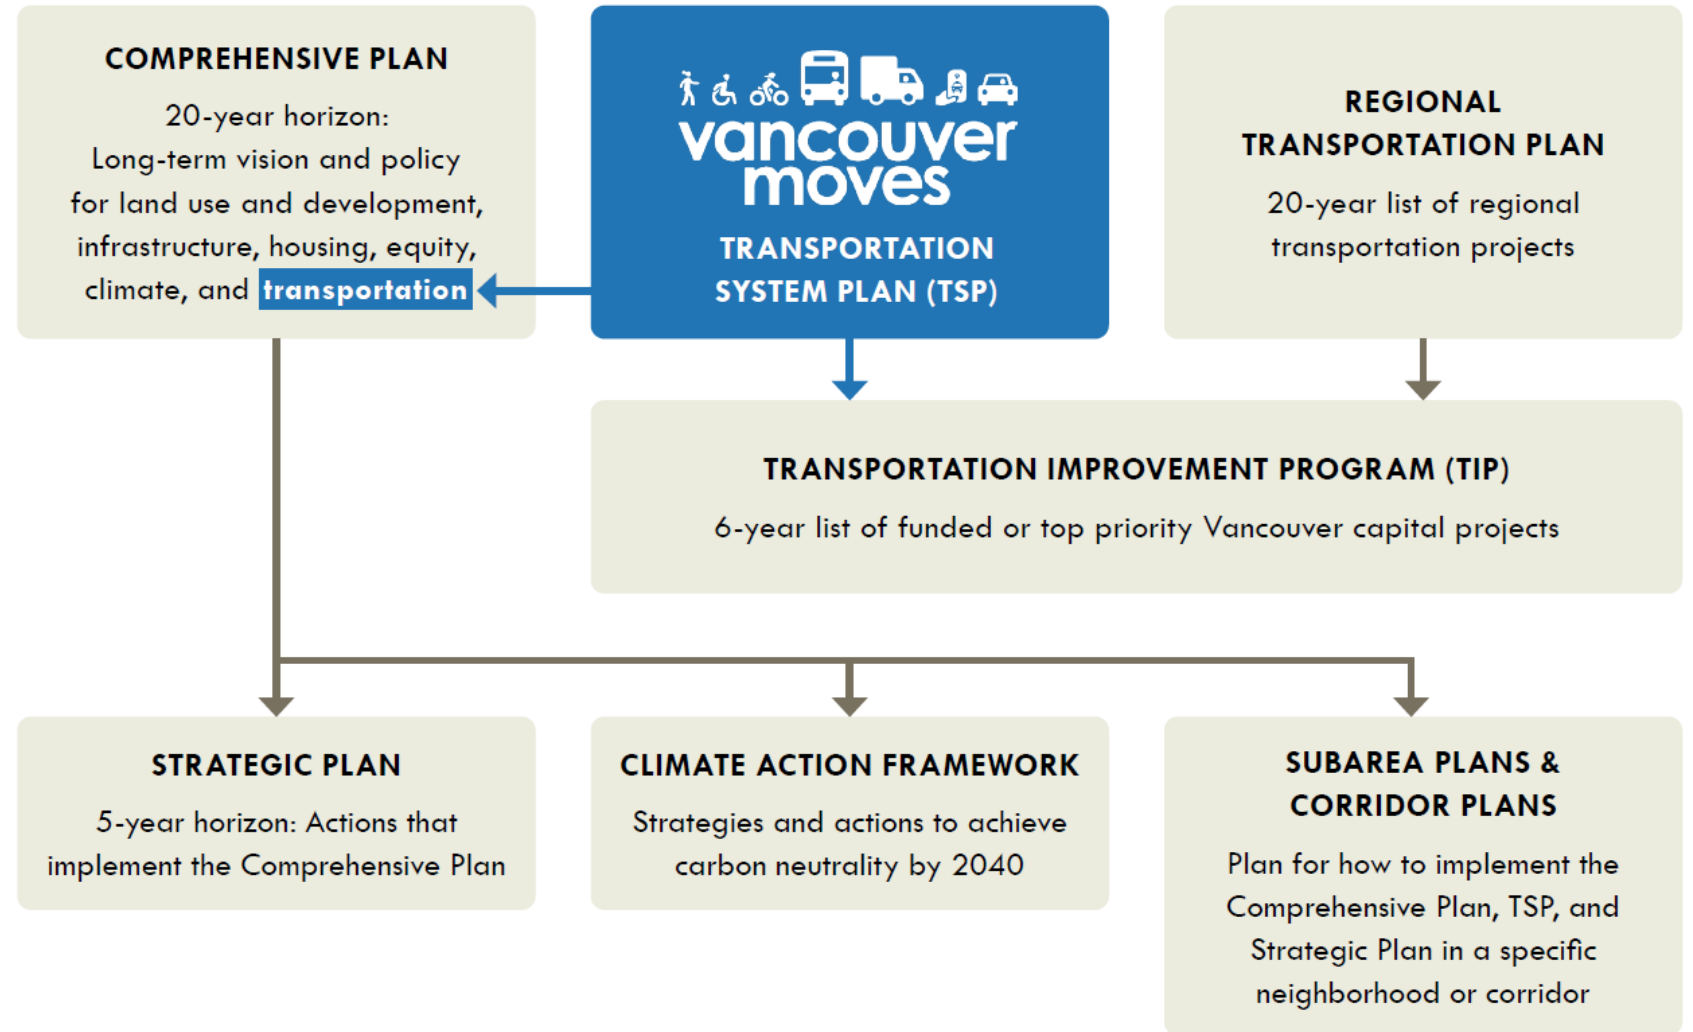 COMPREHENSIVE PLAN
20-year horizon:
Long-term vision and policy
for land use and development,
infrastructure, housing, equity,
climate, and transportation
vancouver
moves
TRANSPORTATION
SYSTEM PLAN (TSP)
REGIONAL
TRANSPORTATION PLAN
20-year list of regional
transportation projects
TRANSPORTATION IMPROVEMENT PROGRAM (TIP)
6-year list of funded or top priority Vancouver capital projects
STRATEGIC PLAN
5-year horizon: Actions that
implement the Comprehensive Plan
CLIMATE ACTION FRAMEWORK
Strategies and actions to achieve
carbon neutrality by 2040
SUBAREA PLANS &
CORRIDOR PLANS
Plan for how to implement the
Comprehensive Plan, TSP, and
Strategic Plan in a specific
neighborhood or corridor